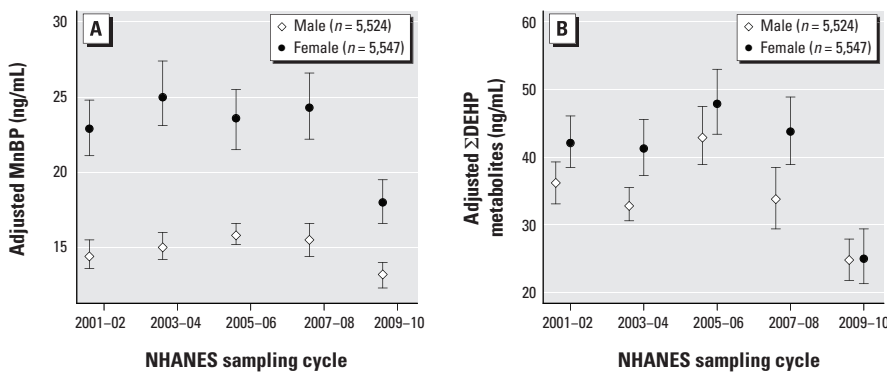 A
Male (n = 5,524)
Female (n = 5,547)
Adjusted MnBP (ng/mL)
30
25
20
15
2001–02
2003–04
2005–06
2007–08
2009–10
NHANES sampling cycle
B
Male (n = 5,524)
Female (n = 5,547)
Adjusted ΣDEHP
metabolites (ng/mL)
60
50
40
30
20
2001–02
2003–04
2005–06
2007–08
2009–10
NHANES sampling cycle